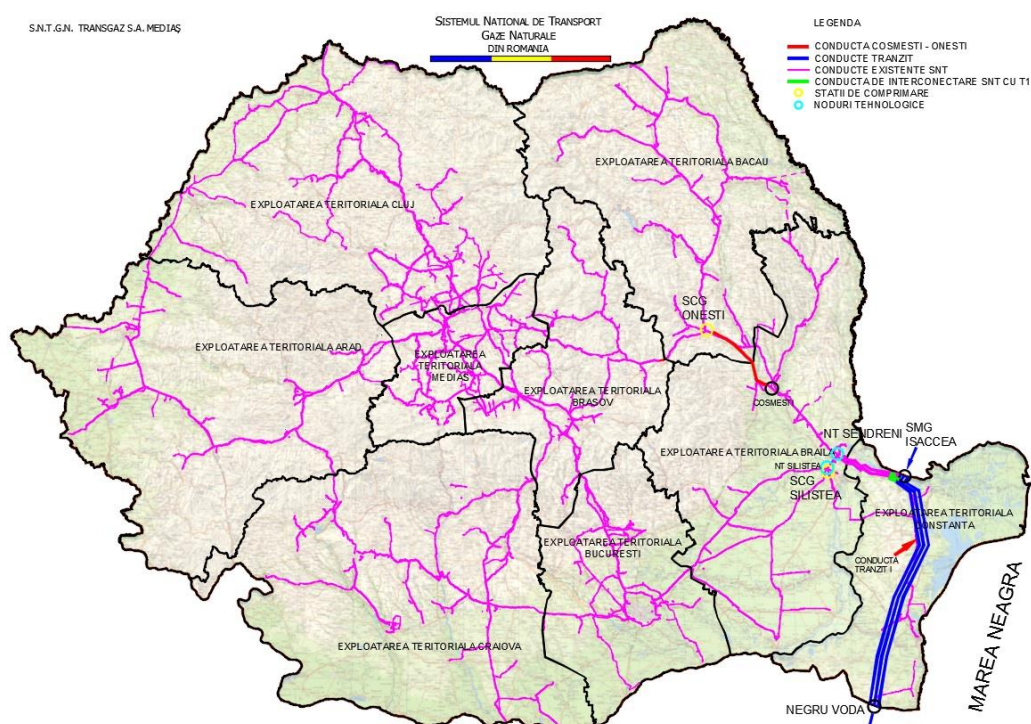 S.N.T.G.N. TRANSGAZ S.A. MEDIAŞ
SISTEMUL NATIONAL DE TRANSPORT
GAZE NATURALE
DIN ROMANIA
LEGENDA
CONDUCTA COSMESTI - ONESTI
CONDUCTE TRANZIT
CONDUCTE EXISTENTE SNT
CONDUCTA DE INTERCONECTARE SNT CU T1
STATII DE COMPRIMARE
NODURI TEHNOLOGICE
EXPLOATAREA TERITORIALA BACAU
EXPLOATAREA TERITORIALA CLUJ
SCG
ONESTI
EXPLOATAREA TERITORIALA ARAD
EXPLOATAREA
TERITORIALA
MEDIAS
EXPLOATAREA TERITORIALA
BRASOV
COSMESTI
NT SENDRENI
SMG
ISACCEA
EXPLOATAREA TERITORIALA BRAILA
NT SILISTEA
SCG
SILISTEA
EXPLOATAREA TERITORIALA
CONSTANTA
EXPLOATAREA TERITORIALA
BUCURESTI
CONDUCTA
TRANZIT I
MAREA NEAGRA
EXPLOATAREA TERITORIALA CRAIOVA
NEGRU VODA